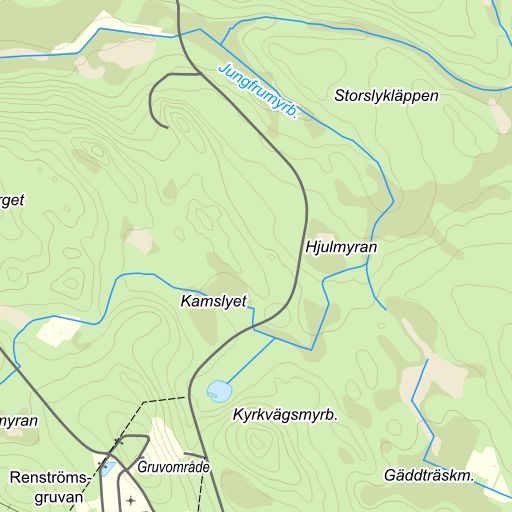 Jungfrumyrb.
Storslykläppen
rget
Hjulmyran
Kamslyet
Kyrkvägsmyrb.
myran
Gruvområde
Renströms-
gruvan
Gäddträskm.